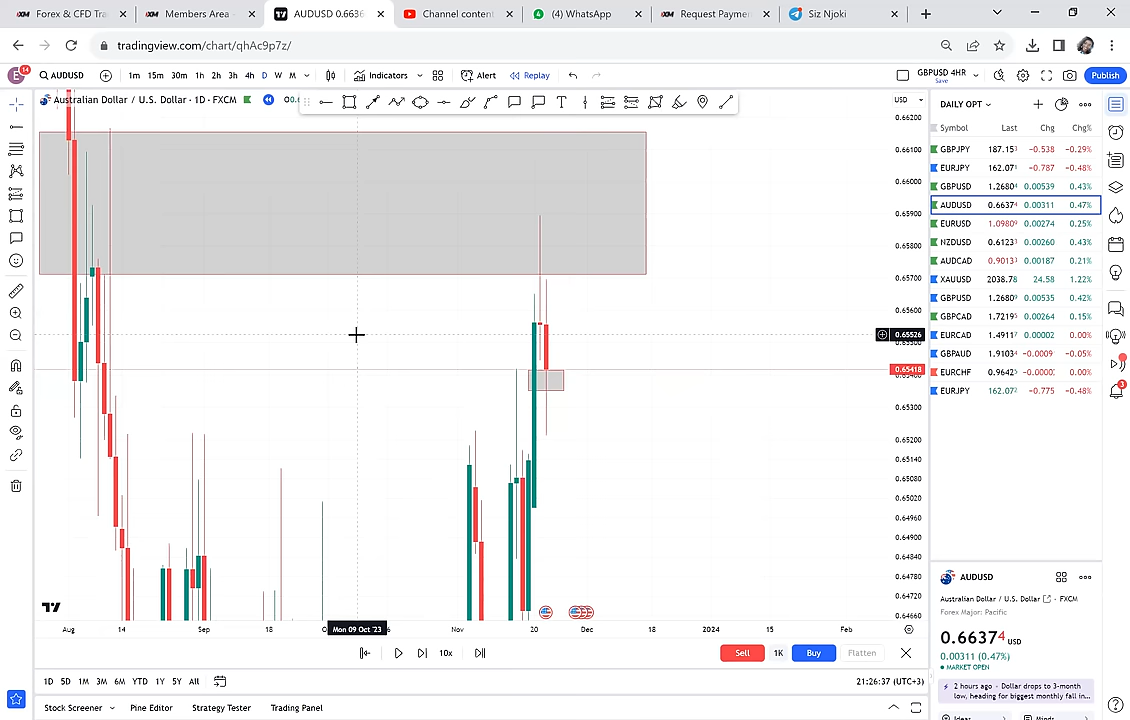 Forex & CFD Tra
Members Area -
AUDUSD 0.6636
Channel content
(4) WhatsApp
Request Paymen
Siz Njoki
tradingview.com/chart/qhAc9p7z/
E 14 AUDUSD 1m 15m 30m 1h 2h 3h 4h D W M Indicators Alert Replay GBPUSD 4HR Save Publish
Australian Dollar / U.S. Dollar · 1D · FXCM
USD
0.66200
0.66100
0.66000
0.65900
0.65800
0.65700
0.65600
0.65526
0.65418
0.65300
0.65200
0.65140
0.65080
0.65020
0.64960
0.64900
0.64840
0.64780
0.64720
0.64660
Aug 14 Sep 18 Mon 09 Oct '23 Nov 20 Dec 18 2024 15 Feb
10x
Sell 1K Buy Flatten
1D 5D 1M 3M 6M YTD 1Y 5Y All
21:26:37 (UTC+3)
Stock Screener Pine Editor Strategy Tester Trading Panel
DAILY OPT
Symbol Last Chg Chg%
GBPJPY 187.153 −0.538 −0.29%
EURJPY 162.071 −0.787 −0.48%
GBPUSD 1.26804 0.00539 0.43%
AUDUSD 0.66374 0.00311 0.47%
EURUSD 1.09809 0.00274 0.25%
NZDUSD 0.61231 0.00260 0.43%
AUDCAD 0.90133 0.00187 0.21%
XAUUSD 2038.78 24.58 1.22%
GBPUSD 1.26809 0.00535 0.42%
GBPCAD 1.72195 0.00264 0.15%
EURCAD 1.49117 0.00002 0.00%
GBPAUD 1.91034 −0.0009 −0.05%
EURCHF 0.96425 −0.0000 0.00%
EURJPY 162.072 −0.775 −0.48%
3
AUDUSD
Australian Dollar / U.S. Dollar · FXCM
Forex Major: Pacific
0.66374 USD
0.00311 (0.47%)
MARKET OPEN
2 hours ago - Dollar drops to 3-month
low, heading for biggest monthly fall in...
Ideas Minds